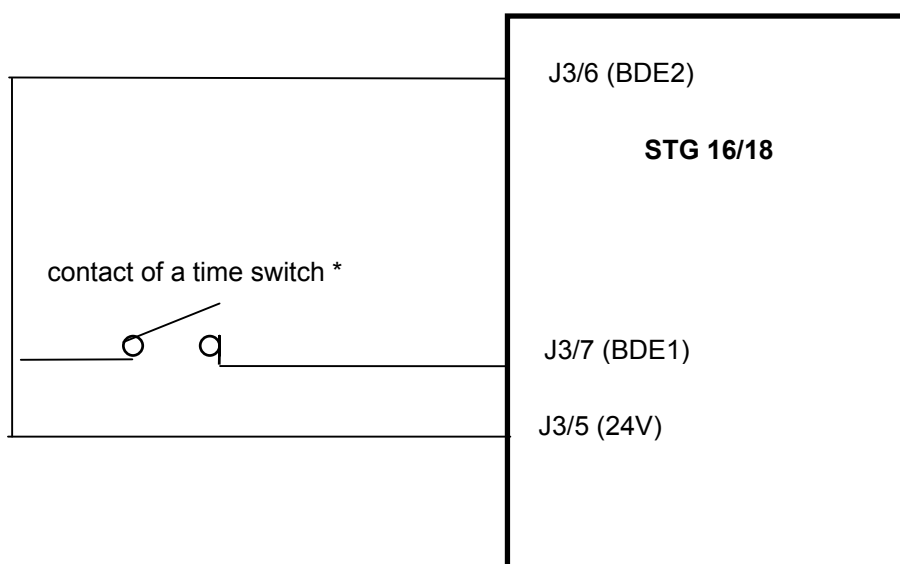 J3/6 (BDE2)
STG 16/18
contact of a time switch *
J3/7 (BDE1)
J3/5 (24V)